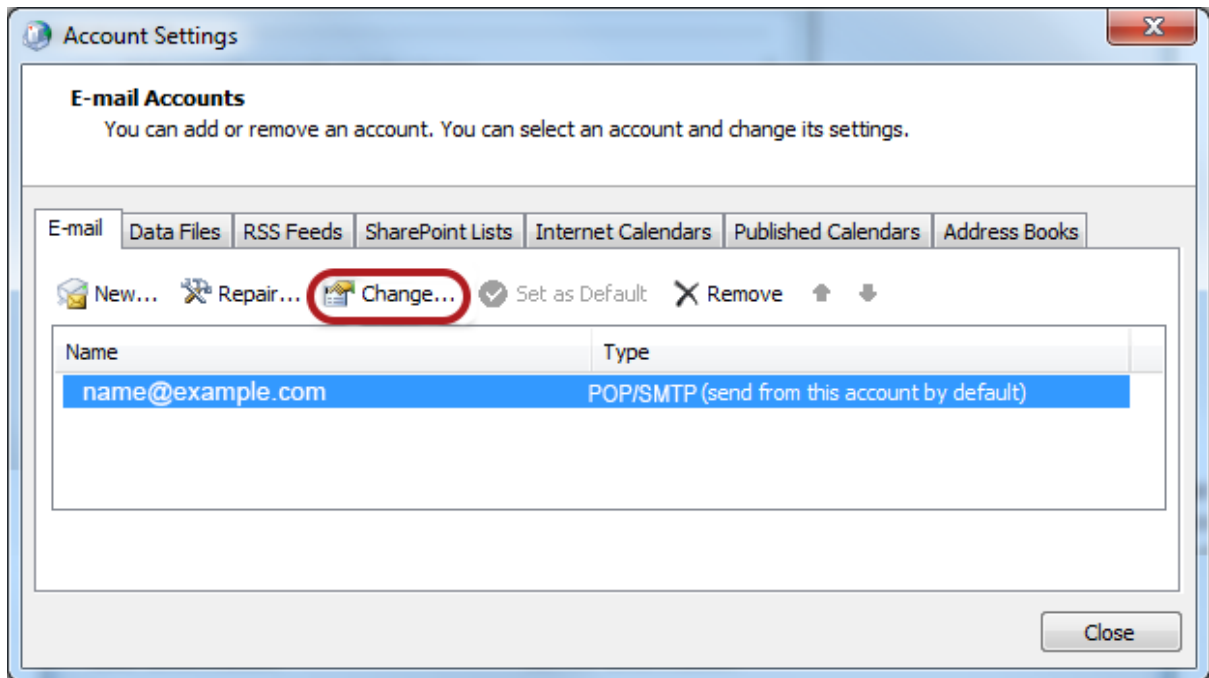 Account Settings
E-mail Accounts
You can add or remove an account. You can select an account and change its settings.
E-mail Data Files RSS Feeds SharePoint Lists Internet Calendars Published Calendars Address Books
New... Repair... Change... Set as Default Remove
Name Type
name@example.com POP/SMTP (send from this account by default)
Close